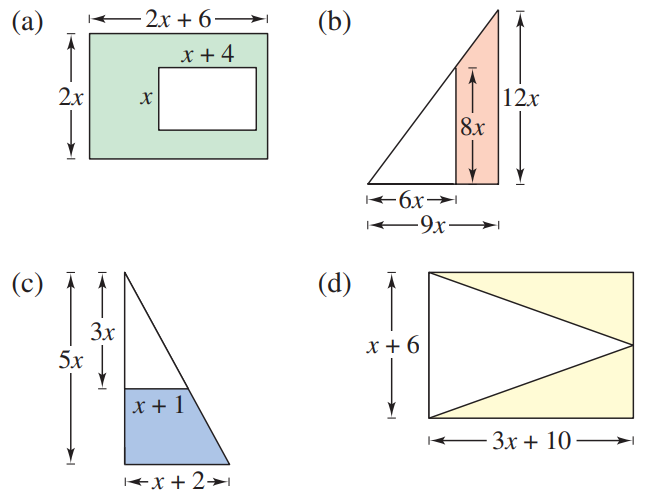 (a)
2x + 6
x + 4
2x
x
(b)
12x
8x
6x
9x
(c)
3x
5x
x + 1
x + 2
(d)
x + 6
3x + 10